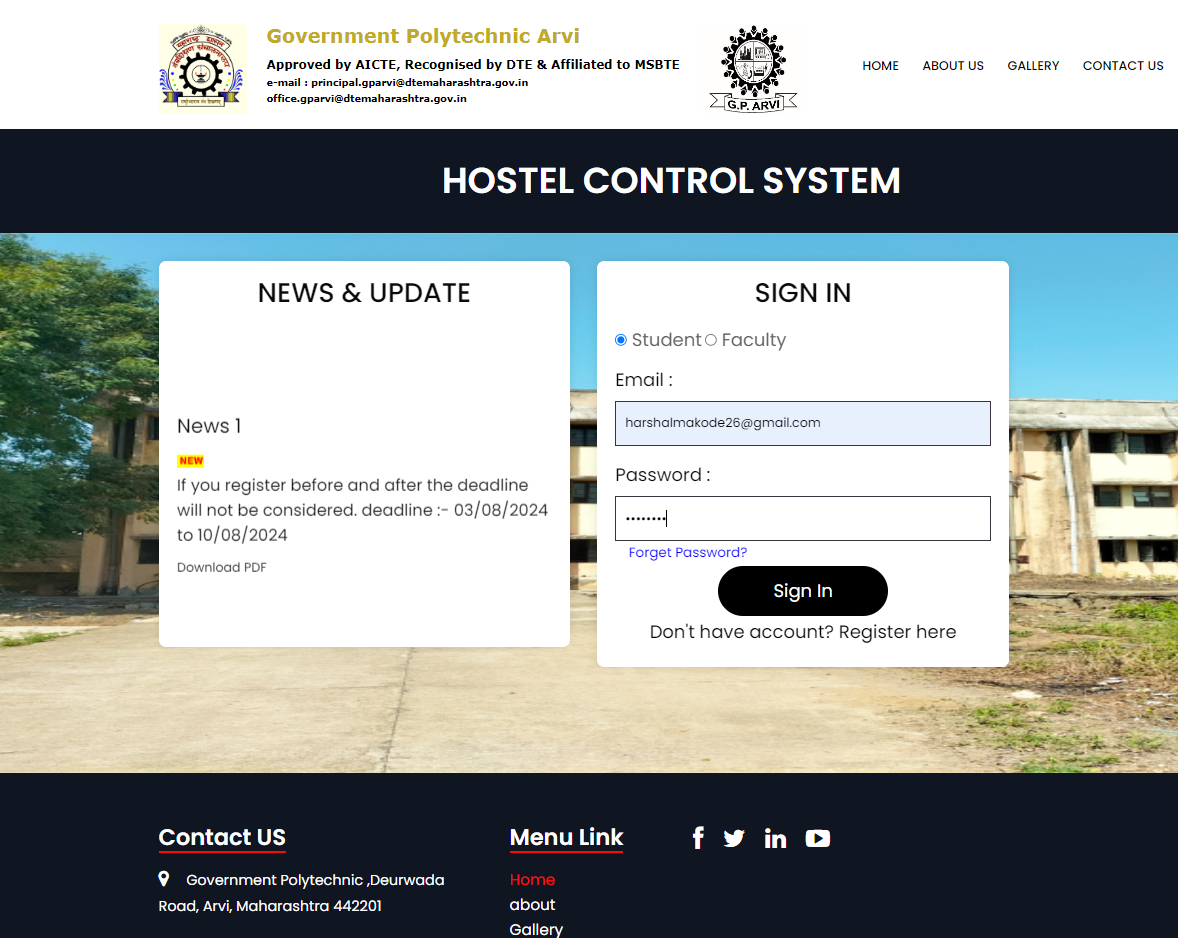 Government Polytechnic Arvi
Approved by AICTE, Recognised by DTE & Affiliated to MSBTE
e-mail : principal.gparvi@dtemaharashtra.gov.in
office.gparvi@dtemaharashtra.gov.in
G.P. ARVI
HOME ABOUT US GALLERY CONTACT US
HOSTEL CONTROL SYSTEM
NEWS & UPDATE
News 1
NEW
If you register before and after the deadline
will not be considered. deadline :- 03/08/2024
to 10/08/2024
Download PDF
SIGN IN
Student Faculty
Email :
harshalmakode26@gmail.com
Password :
••••••••
Forget Password?
Sign In
Don't have account? Register here
Contact US
Government Polytechnic ,Deurwada
Road, Arvi, Maharashtra 442201
Menu Link
Home
about
Gallery